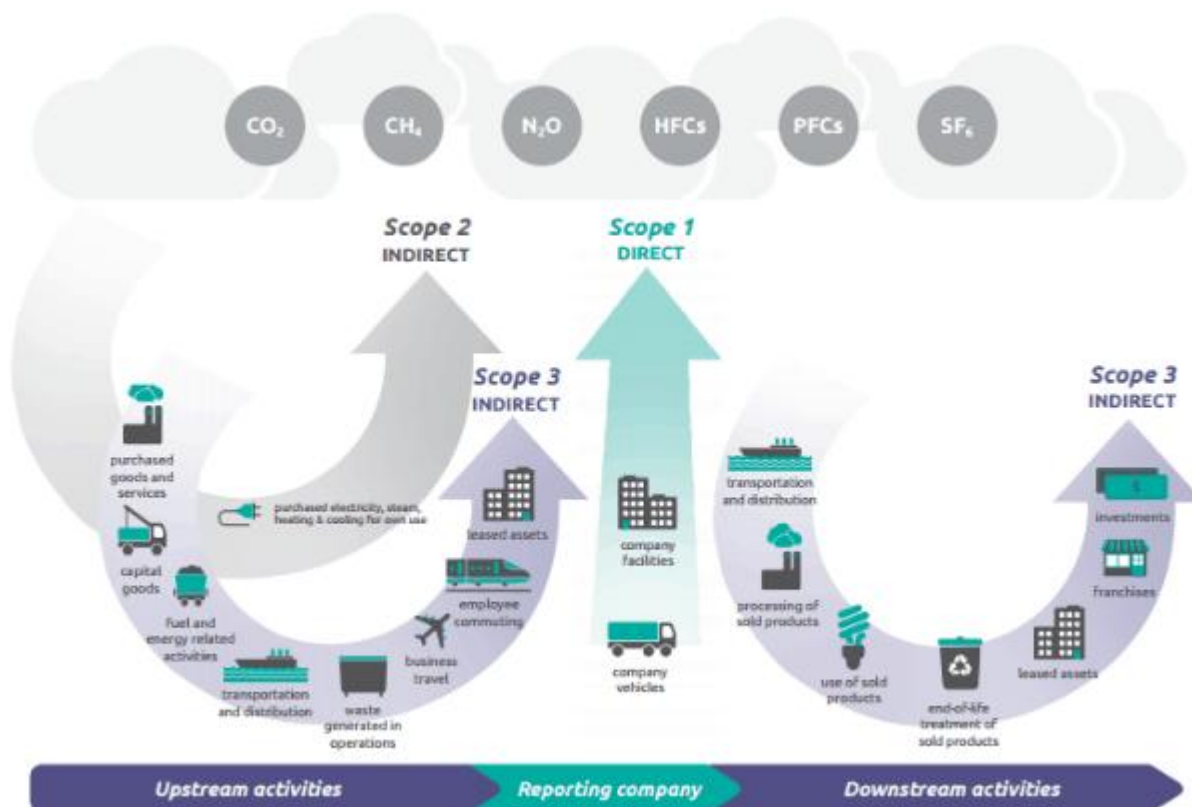 CO₂
CH₄
N₂O
HFCs
PFCs
SF₆
Scope 2
INDIRECT
Scope 1
DIRECT
Scope 3
INDIRECT
Scope 3
INDIRECT
purchased
goods and
services
capital
goods
fuel and
energy related
activities
transportation
and distribution
waste
generated in
operations
business
travel
employee
commuting
leased assets
purchased electricity, steam,
heating & cooling for own use
company
facilities
company
vehicles
transportation
and distribution
processing of
sold products
use of sold
products
end-of-life
treatment of
sold products
leased assets
franchises
investments
$
Upstream activities
Reporting company
Downstream activities